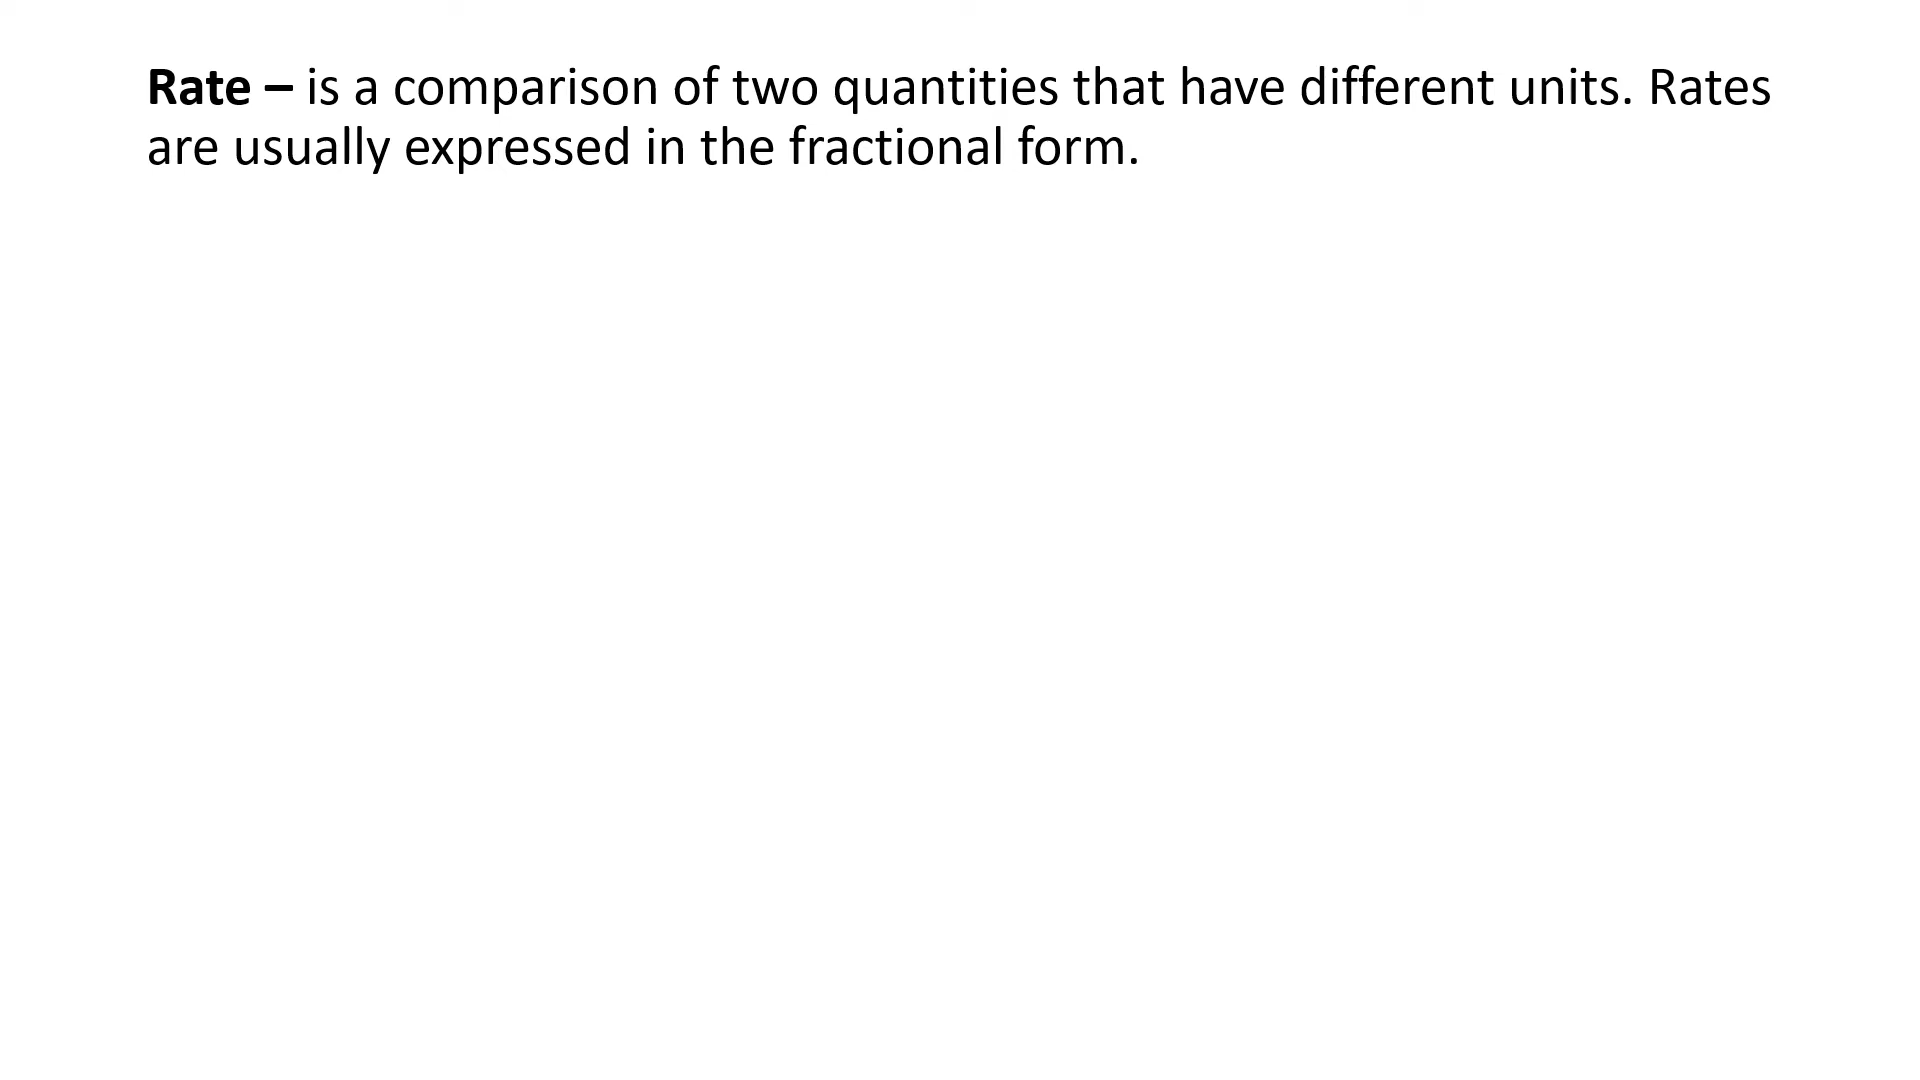 Rate – is a comparison of two quantities that have different units. Rates
are usually expressed in the fractional form.